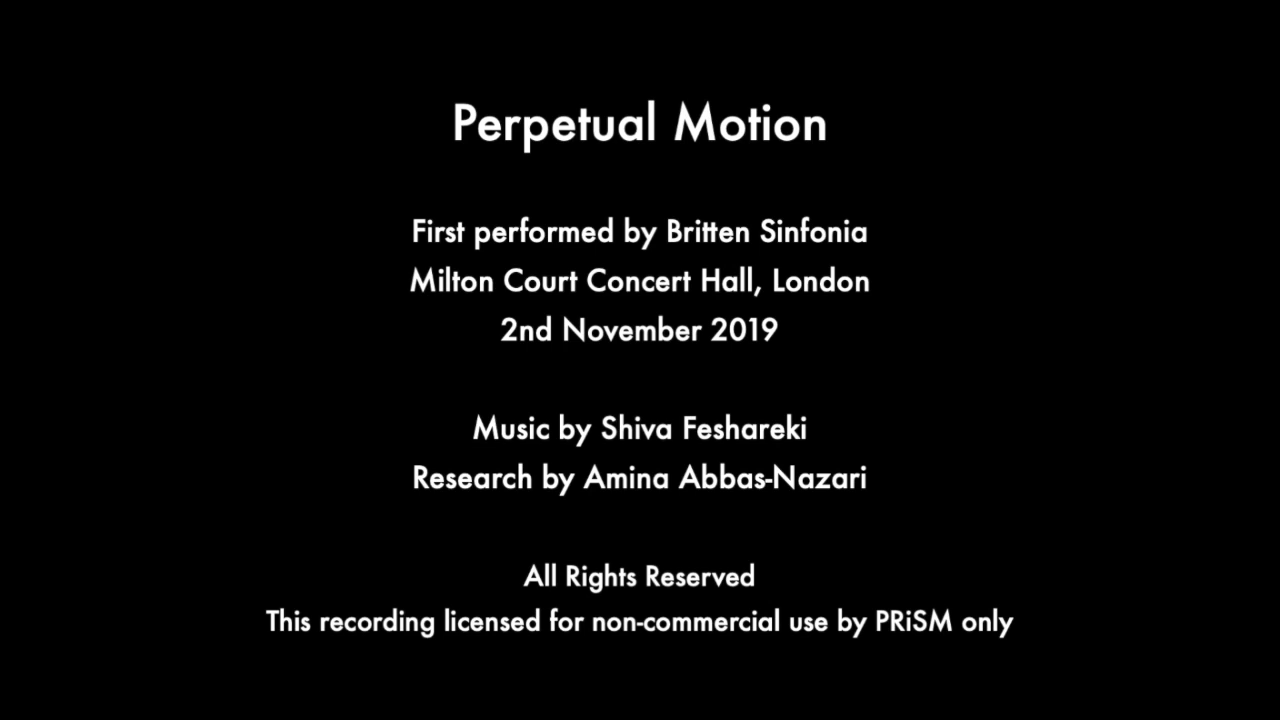 Perpetual Motion
First performed by Britten Sinfonia
Milton Court Concert Hall, London
2nd November 2019
Music by Shiva Feshareki
Research by Amina Abbas-Nazari
All Rights Reserved
This recording licensed for non-commercial use by PRiSM only